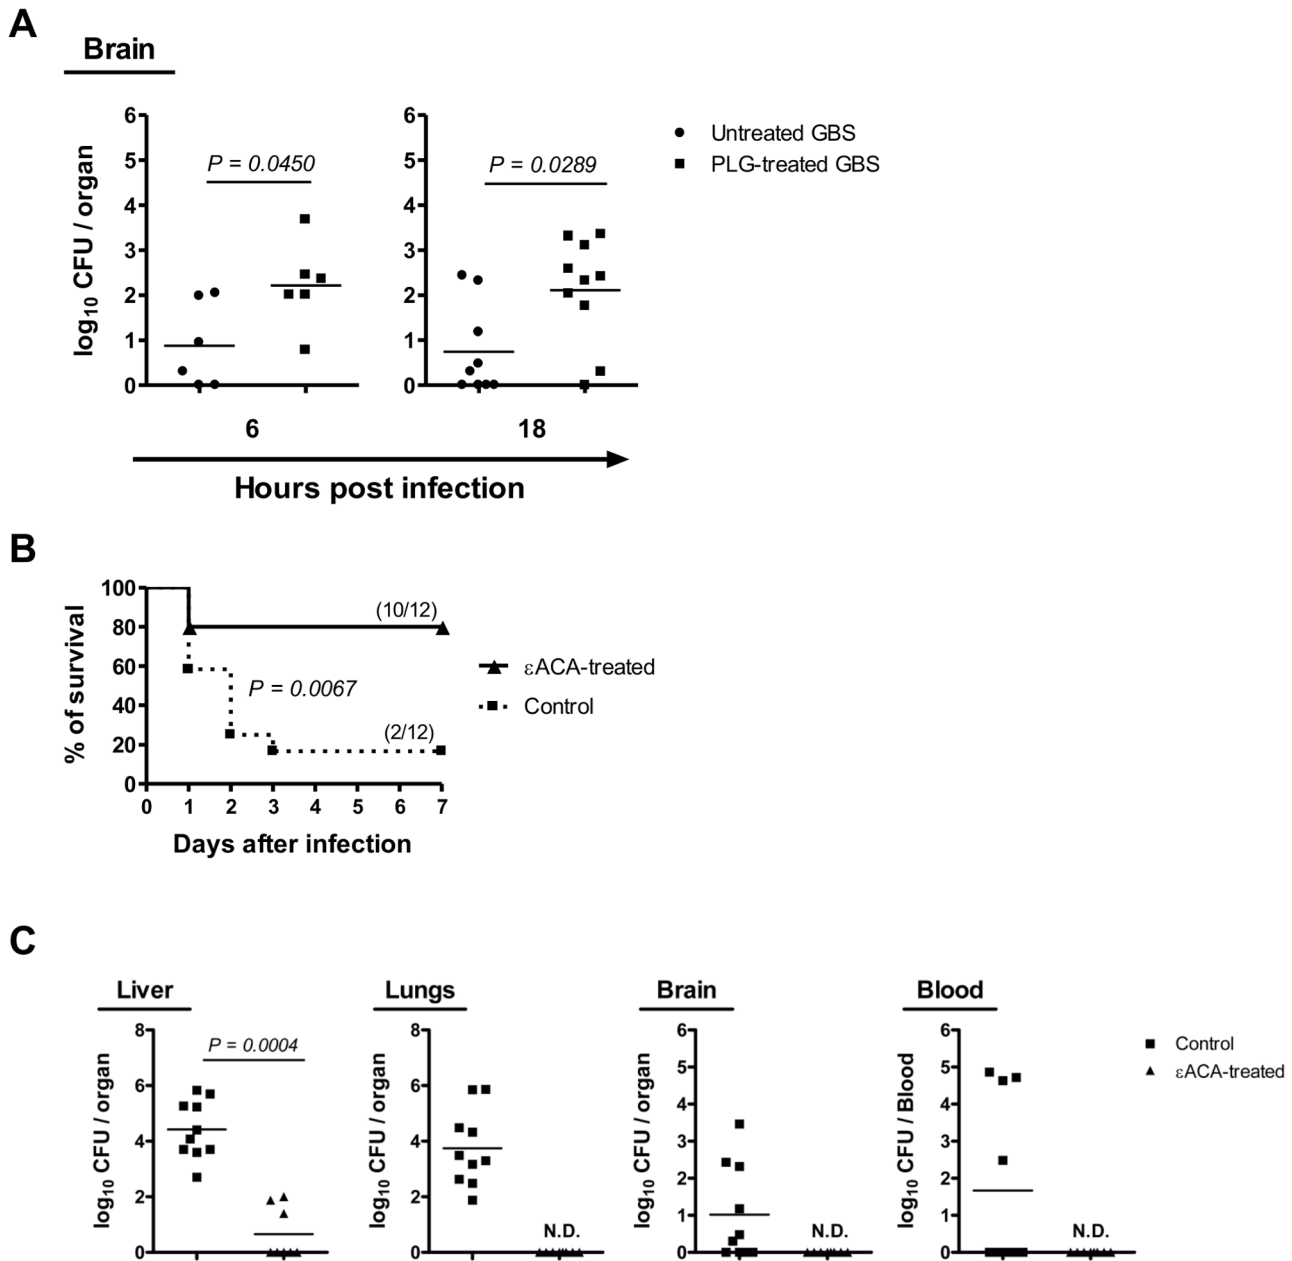 A
Brain
6
5
4
3
2
1
0
log10 CFU / organ
P = 0.0450
6
5
4
3
2
1
0
P = 0.0289
Untreated GBS
PLG-treated GBS
6
18
Hours post infection
B
100
80
60
40
20
0
% of survival
(10/12)
P = 0.0067
(2/12)
0 1 2 3 4 5 6 7
Days after infection
εACA-treated
Control
C
Liver
8
6
4
2
0
log10 CFU / organ
P = 0.0004
Lungs
8
6
4
2
0
log10 CFU / organ
N.D.
Brain
6
5
4
3
2
1
0
log10 CFU / organ
N.D.
Blood
6
5
4
3
2
1
0
log10 CFU / Blood
N.D.
Control
εACA-treated